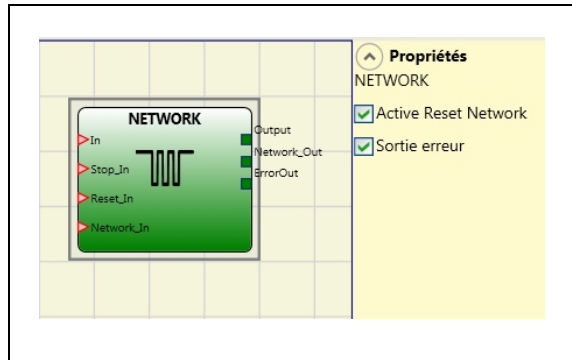 NETWORK
In
Stop_In
Reset_In
Network_In
Output
Network_Out
ErrorOut
Propriétés
NETWORK
Active Reset Network
Sortie erreur